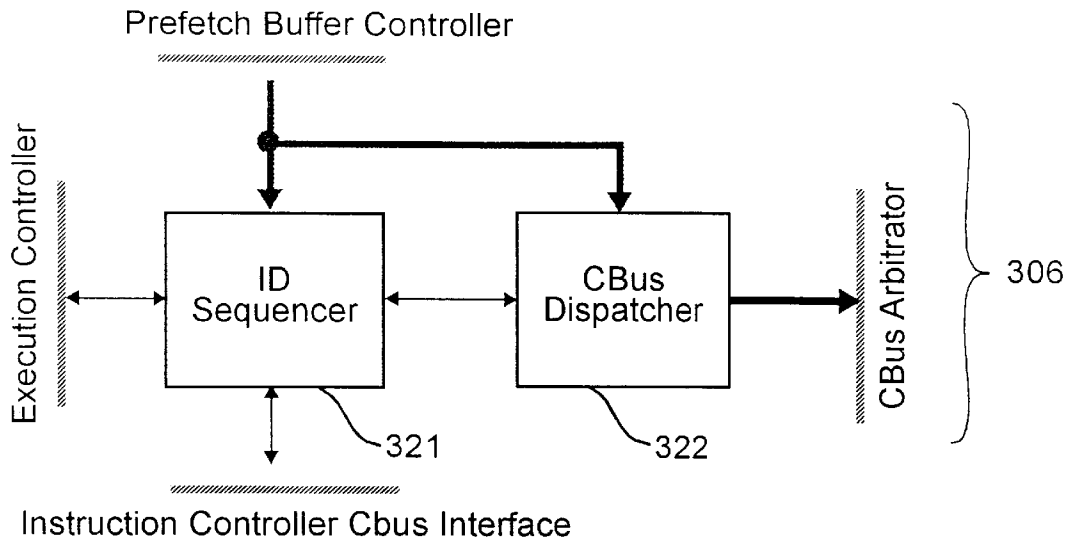 Prefetch Buffer Controller
Execution Controller
ID
Sequencer
CBus
Dispatcher
CBus Arbitrator
306
321
322
Instruction Controller Cbus Interface